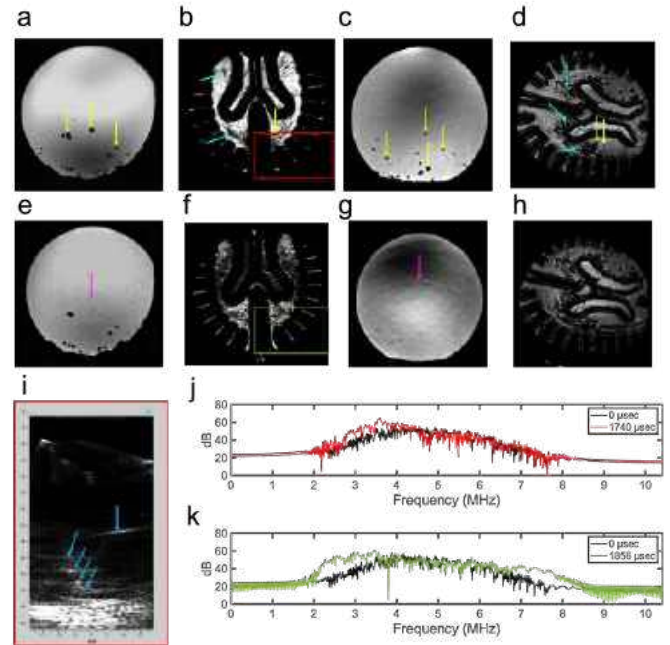 a
b
c
d
e
f
g
h
i
j
80
60
40
20
0
dB
0 μsec
1740 μsec
0 1 2 3 4 5 6 7 8 9 10
Frequency (MHz)
k
80
60
40
20
0
dB
0 μsec
1856 μsec
0 1 2 3 4 5 6 7 8 9 10
Frequency (MHz)